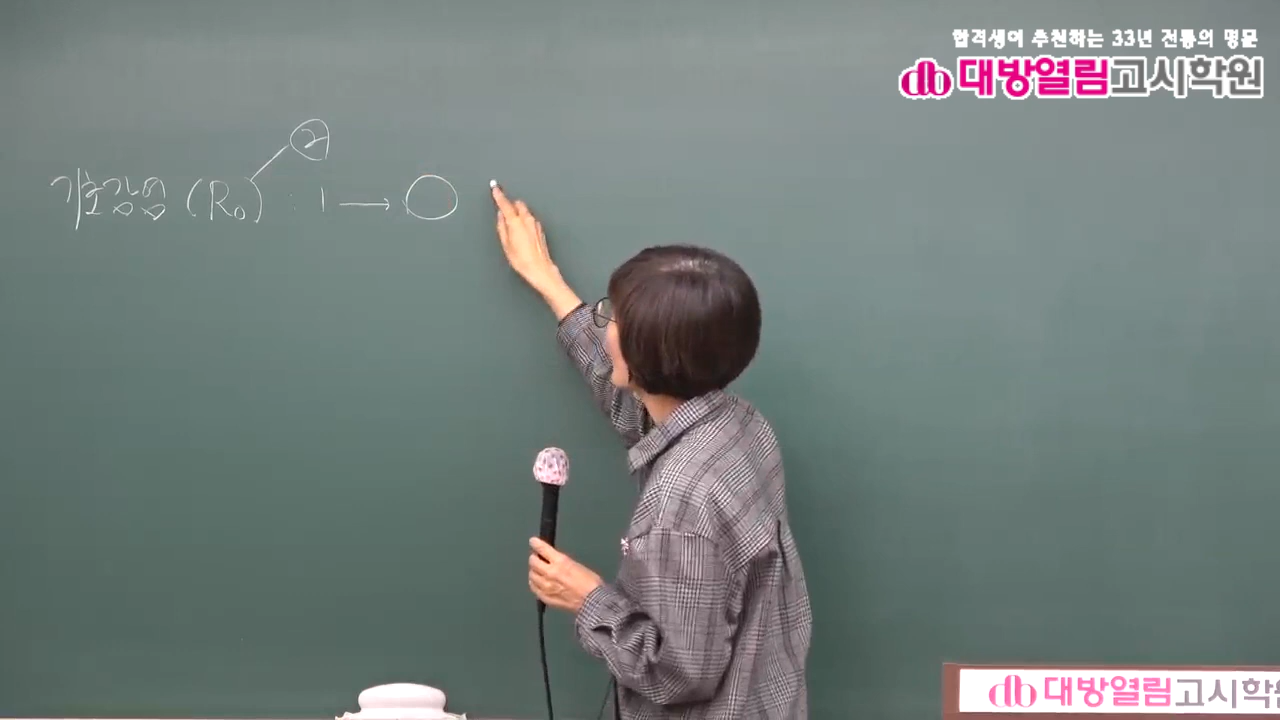 합격생이 추천하는 33년 전통의 명문
db 대방열림고시학원
2
기초감염 (R₀) : 1 → ○
db 대방열림고시학원